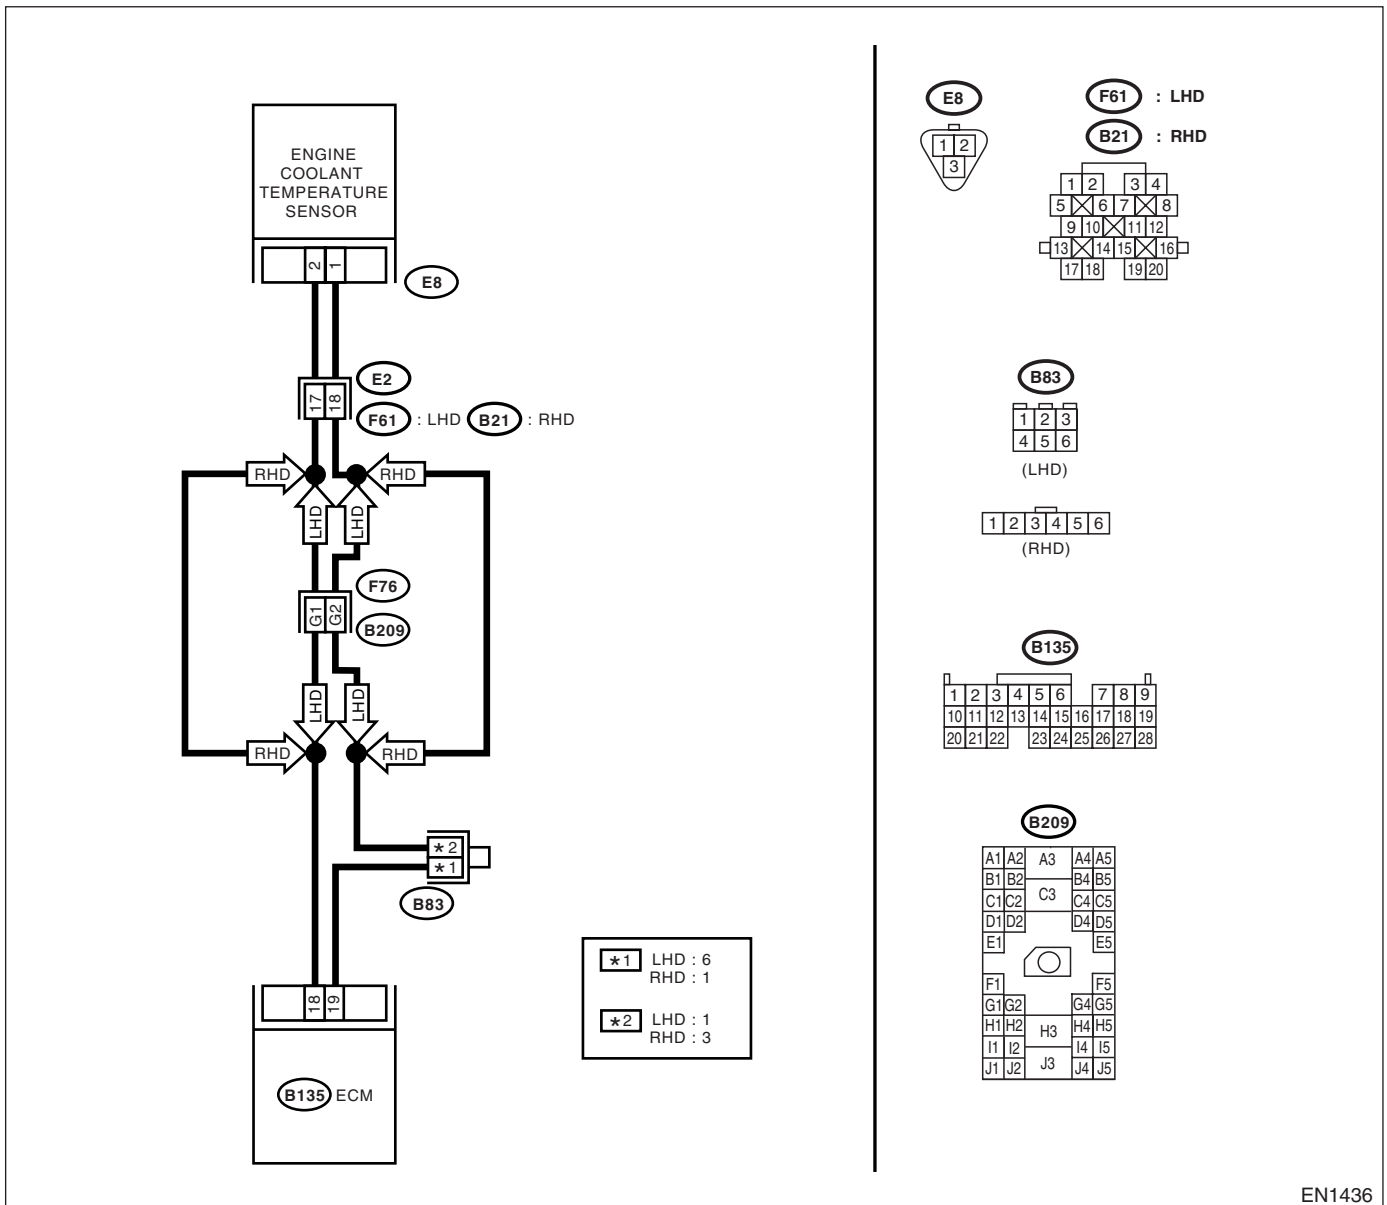 ENGINE
COOLANT
TEMPERATURE
SENSOR
2 1
E8
E2
17 18
F61 : LHD B21 : RHD
RHD RHD
LHD LHD
F76
G1 G2
B209
LHD LHD
RHD RHD
*2
*1
B83
*1 LHD : 6
RHD : 1
*2 LHD : 1
RHD : 3
18 19
B135 ECM
E8
1 2
3
F61 : LHD
B21 : RHD
1 2 3 4
5 6 7 8
9 10 11 12
13 14 15 16
17 18 19 20
B83
1 2 3
4 5 6
(LHD)
1 2 3 4 5 6
(RHD)
B135
1 2 3 4 5 6 7 8 9
10 11 12 13 14 15 16 17 18 19
20 21 22 23 24 25 26 27 28
B209
A1 A2 A3 A4 A5
B1 B2 B4 B5
C1 C2 C3 C4 C5
D1 D2 D4 D5
E1 E5
F1 F5
G1 G2 G4 G5
H1 H2 H3 H4 H5
I1 I2 I4 I5
J1 J2 J3 J4 J5
EN1436